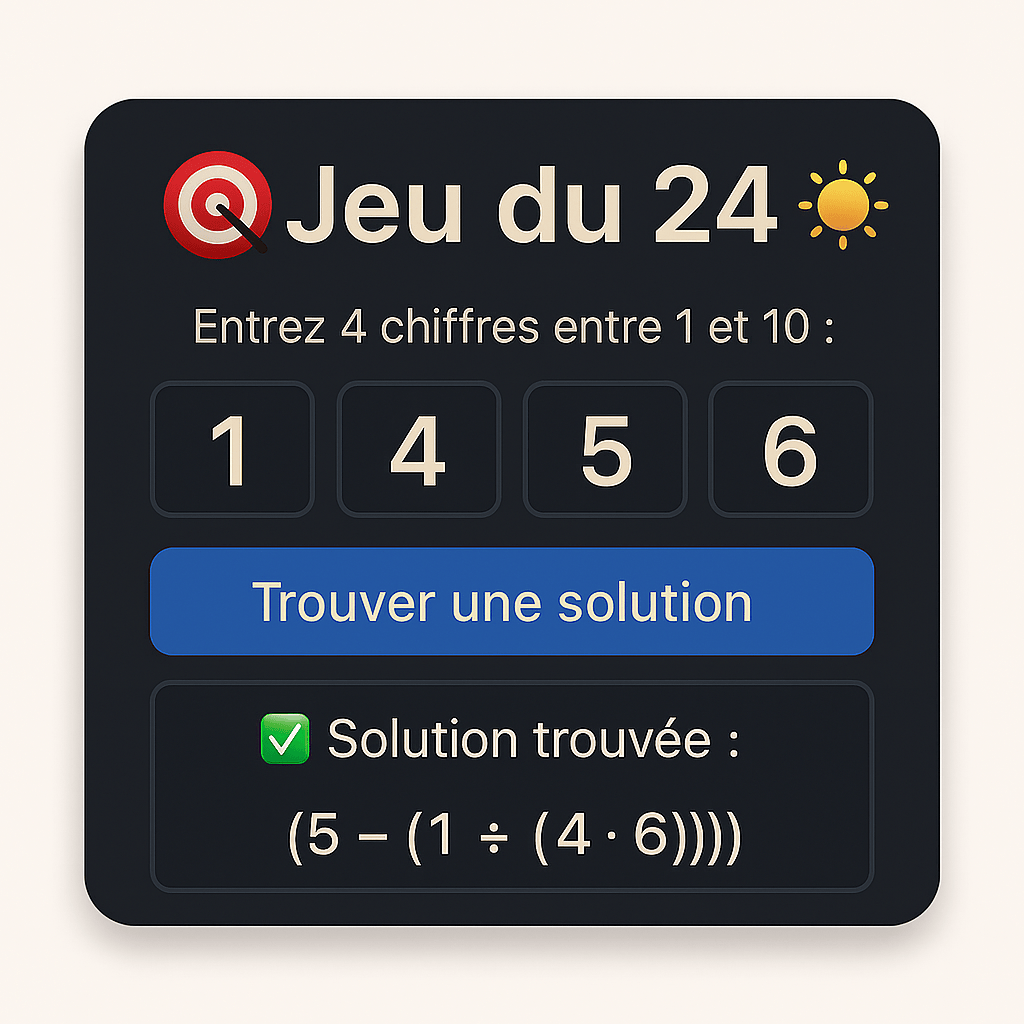 Jeu du 24
Entrez 4 chiffres entre 1 et 10 :
1 4 5 6
Trouver une solution
Solution trouvée :
(5 – (1 ÷ (4 · 6))))